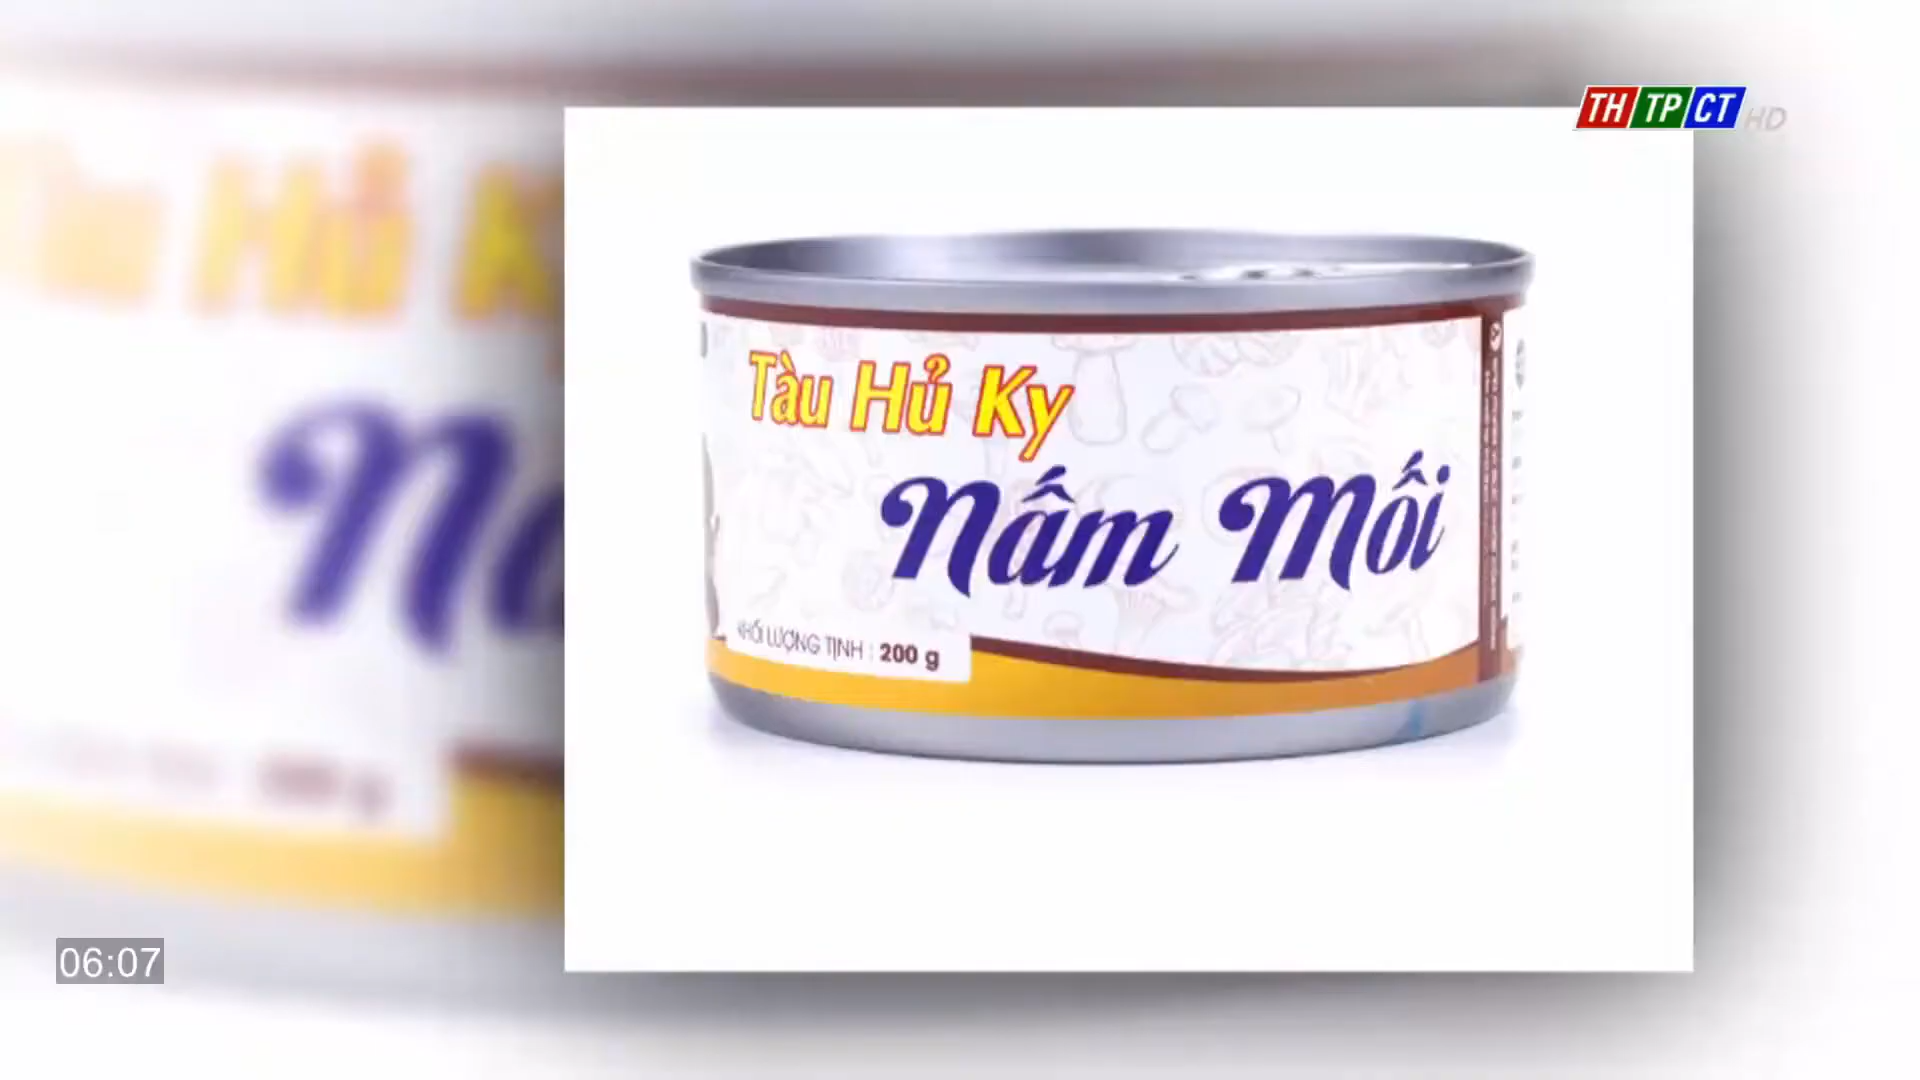 THTPCT HD
Tàu Hủ Ky
Nấm Mối
KHỐI LƯỢNG TỊNH : 200 g
06:07